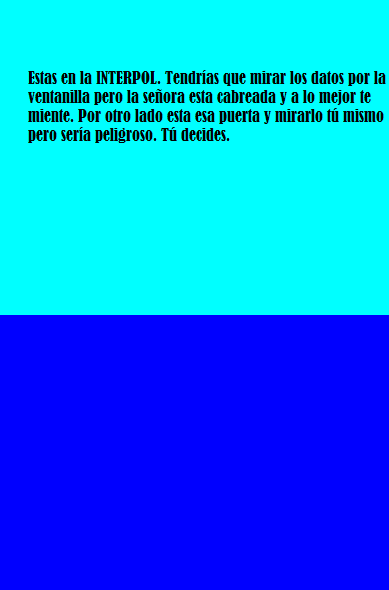 Estas en la INTERPOL. Tendrías que mirar los datos por la
ventanilla pero la señora esta cabreada y a lo mejor te
miente. Por otro lado esta esa puerta y mirarlo tú mismo
pero sería peligroso. Tú decides.